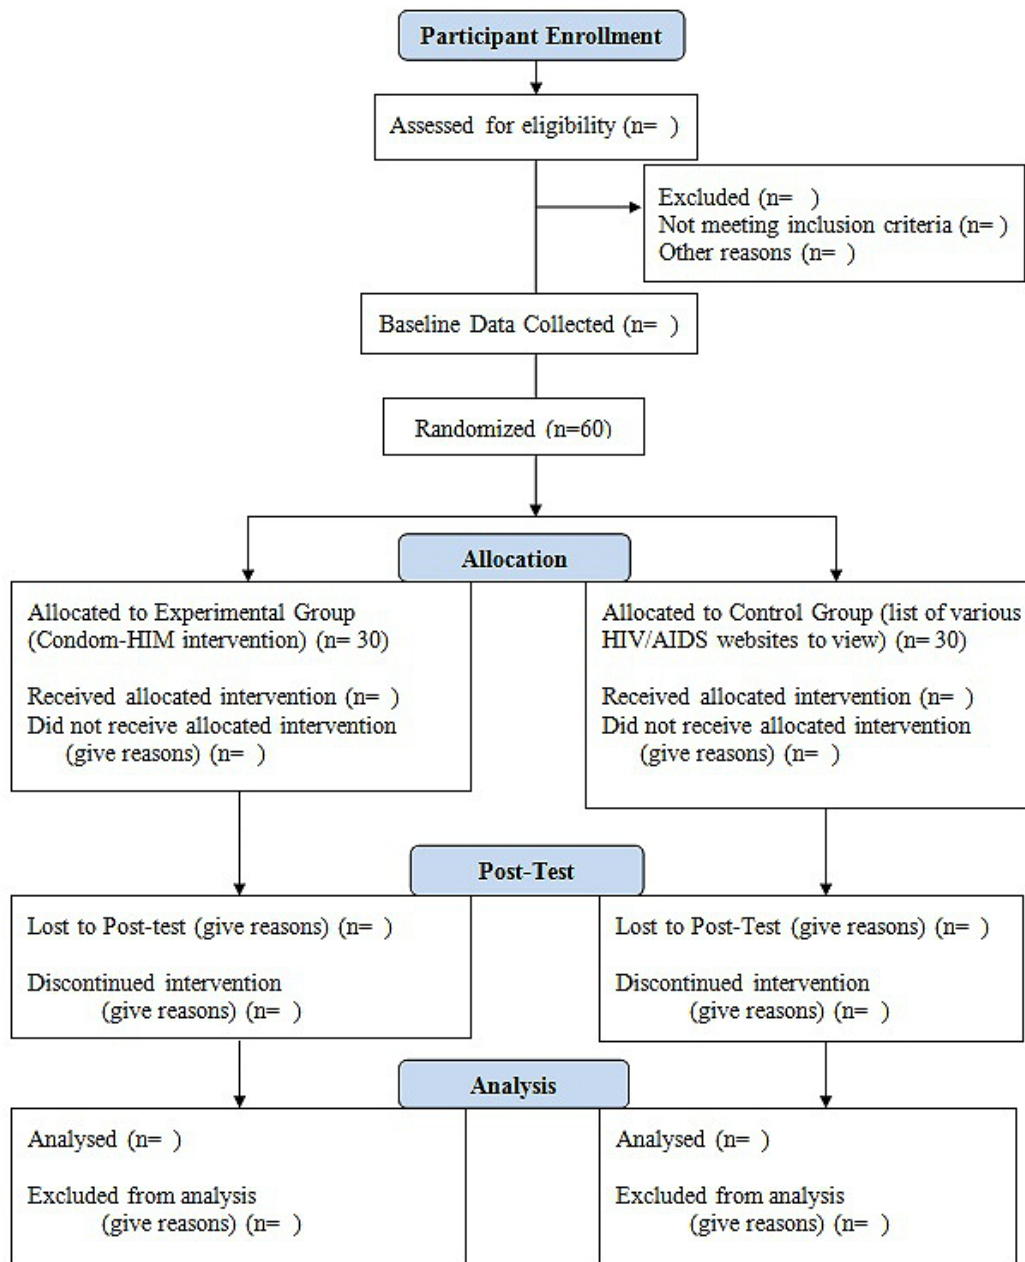 Participant Enrollment
Assessed for eligibility (n= )
Excluded (n= )
Not meeting inclusion criteria (n= )
Other reasons (n= )
Baseline Data Collected (n= )
Randomized (n=60)
Allocation
Allocated to Experimental Group
(Condom-HIM intervention) (n= 30)
Received allocated intervention (n= )
Did not receive allocated intervention
(give reasons) (n= )
Allocated to Control Group (list of various
HIV/AIDS websites to view) (n= 30)
Received allocated intervention (n= )
Did not receive allocated intervention
(give reasons) (n= )
Post-Test
Lost to Post-test (give reasons) (n= )
Discontinued intervention
(give reasons) (n= )
Lost to Post-Test (give reasons) (n= )
Discontinued intervention
(give reasons) (n= )
Analysis
Analysed (n= )
Excluded from analysis
(give reasons) (n= )
Analysed (n= )
Excluded from analysis
(give reasons) (n= )